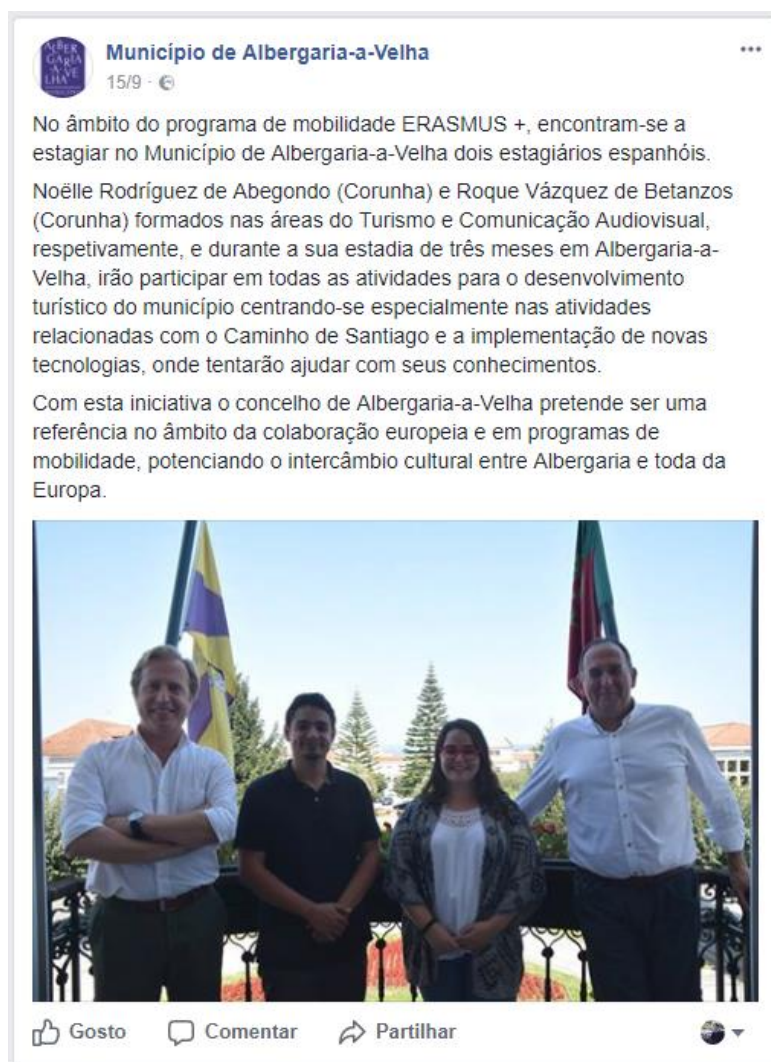 ALBER
GARIA
A-VE
LHA
Município de Albergaria-a-Velha
15/9 ·
No âmbito do programa de mobilidade ERASMUS +, encontram-se a
estagiar no Município de Albergaria-a-Velha dois estagiários espanhóis.
Noëlle Rodríguez de Abegondo (Corunha) e Roque Vázquez de Betanzos
(Corunha) formados nas áreas do Turismo e Comunicação Audiovisual,
respetivamente, e durante a sua estadia de três meses em Albergaria-a-
Velha, irão participar em todas as atividades para o desenvolvimento
turístico do município centrando-se especialmente nas atividades
relacionadas com o Caminho de Santiago e a implementação de novas
tecnologias, onde tentarão ajudar com seus conhecimentos.
Com esta iniciativa o concelho de Albergaria-a-Velha pretende ser uma
referência no âmbito da colaboração europeia e em programas de
mobilidade, potenciando o intercâmbio cultural entre Albergaria e toda da
Europa.
Gosto Comentar Partilhar